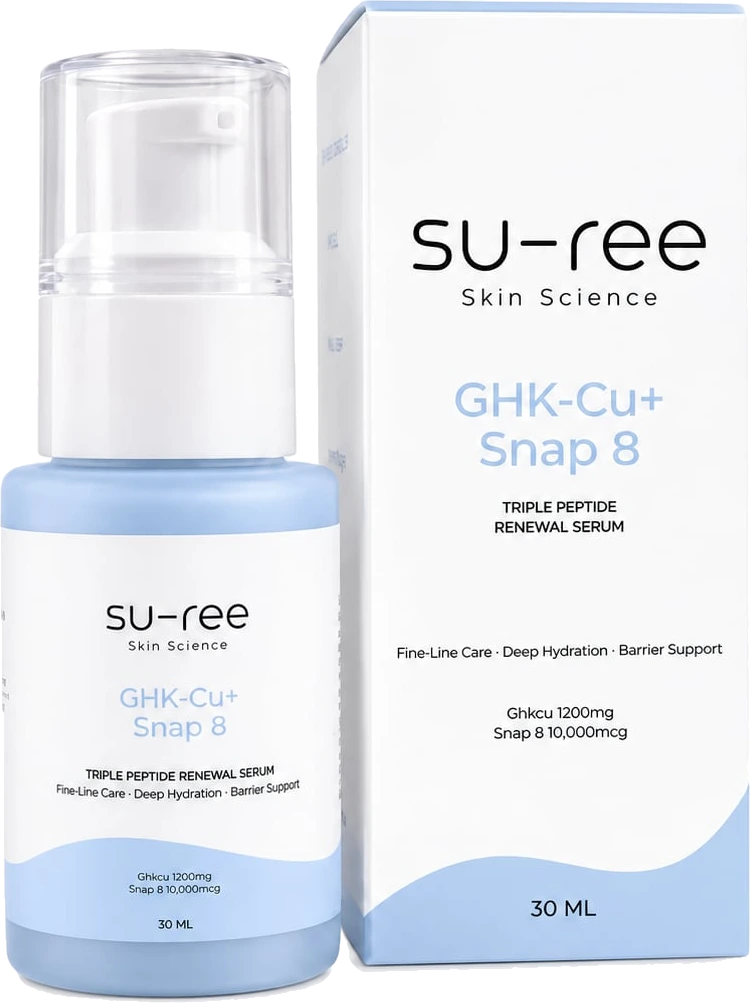 su-ree
Skin Science
GHK-Cu+
Snap 8
TRIPLE PEPTIDE RENEWAL SERUM
Fine-Line Care · Deep Hydration · Barrier Support
Ghkcu 1200mg
Snap 8 10,000mcg
30 ML
su-ree
Skin Science
GHK-Cu+
Snap 8
TRIPLE PEPTIDE
RENEWAL SERUM
Fine-Line Care · Deep Hydration · Barrier Support
Ghkcu 1200mg
Snap 8 10,000mcg
30 ML